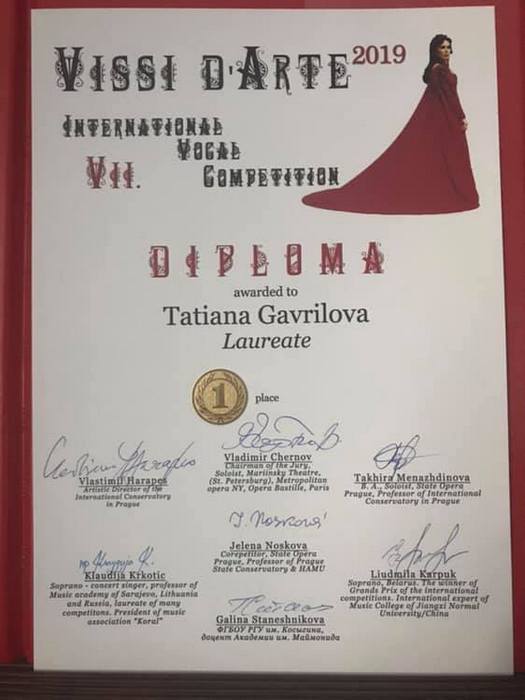 Vissi d'Arte 2019
International
Vocal
VII. Competition
Diploma
awarded to
Tatiana Gavrilova
Laureate
1 place
Vladimir Chernov
Chairman of the Jury,
Soloist, Mariinsky Theatre,
(St. Petersburg), Metropolitan
opera NY, Opera Bastille, Paris
Vlastimil Harapes
Artistic Director of the
International Conservatory
in Prague
Takhira Menazhdinova
B. A., Soloist, State Opera
Prague, Professor of International
Conservatory in Prague
J. Nosková
Jelena Noskova
Corepetitor, State Opera
Prague, Professor of Prague
State Conservatory & HAMU
Klaudija Krkotic
Soprano - concert singer, professor of
Music academy of Sarajevo, Lithuania
and Russia, laureate of many
competitons. President of music
association "Koral"
Liudmila Karpuk
Soprano, Belarus. The winner of
Grands Prix of the international
competitions. International expert of
Music College of Jiangxi Normal
University/China
Galina Staneshnikova
ФГБОУ РГУ им. Косыгина,
доцент Академии им. Маймонида